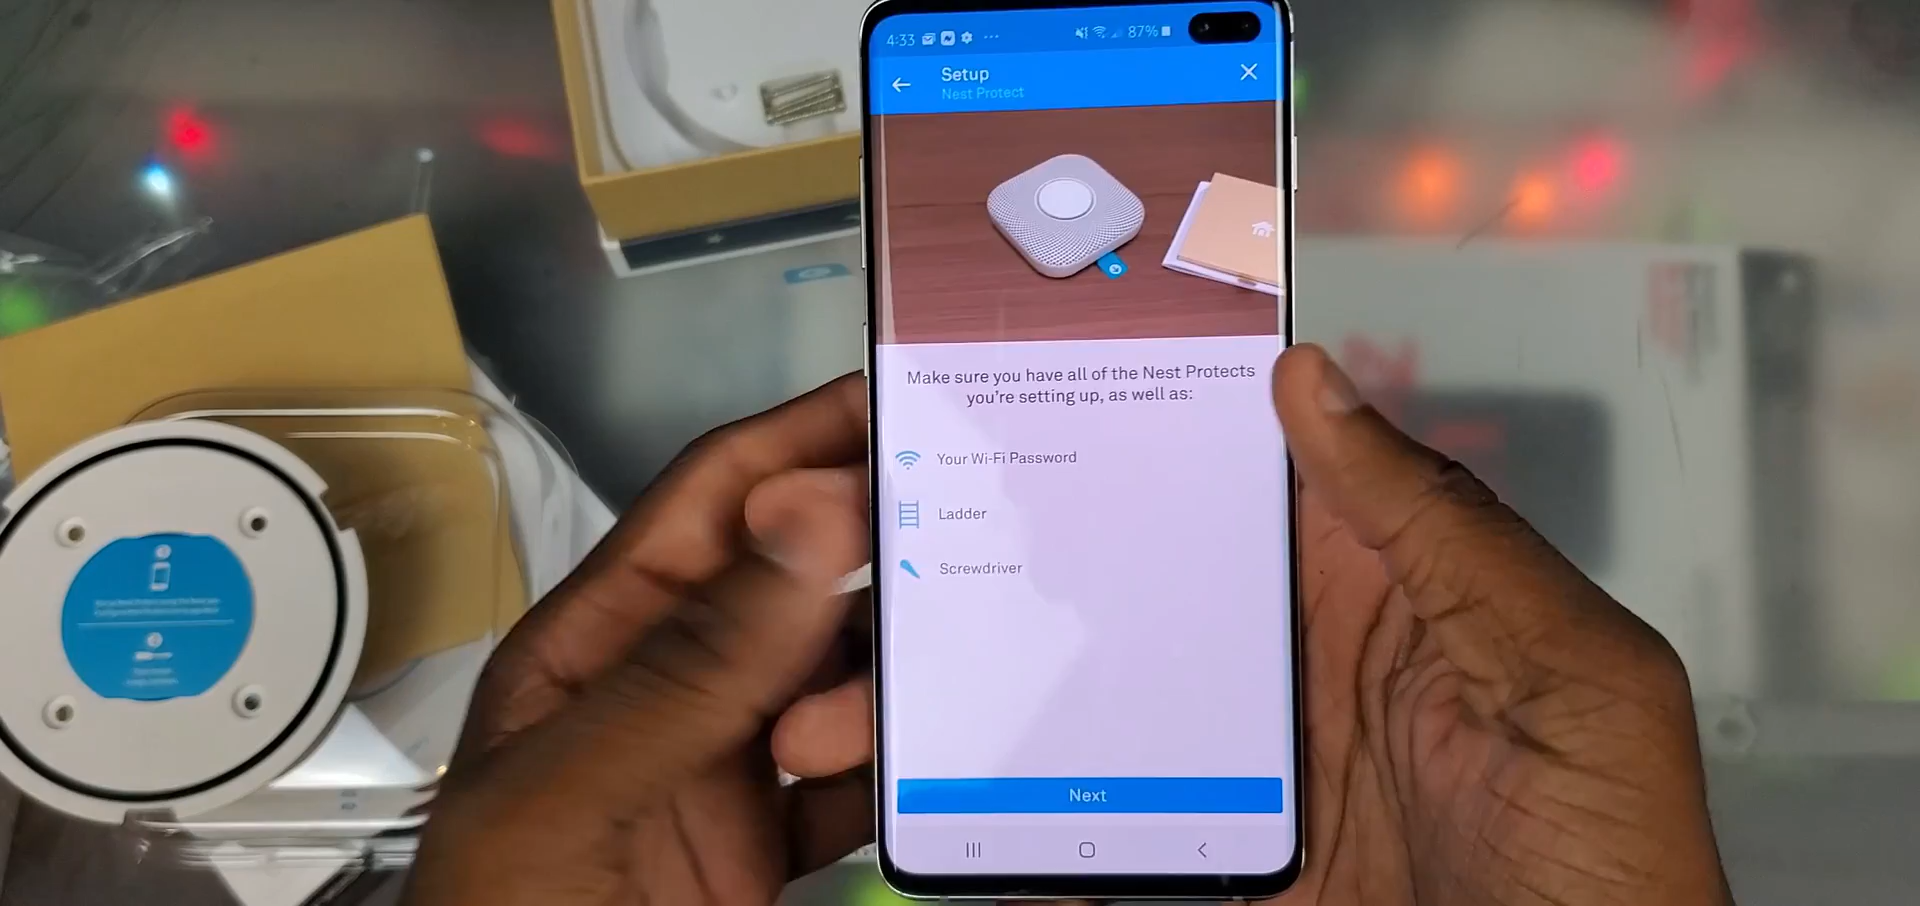 4:33
87%
Setup
Nest Protect
Make sure you have all of the Nest Protects
you're setting up, as well as:
Your Wi-Fi Password
Ladder
Screwdriver
Next